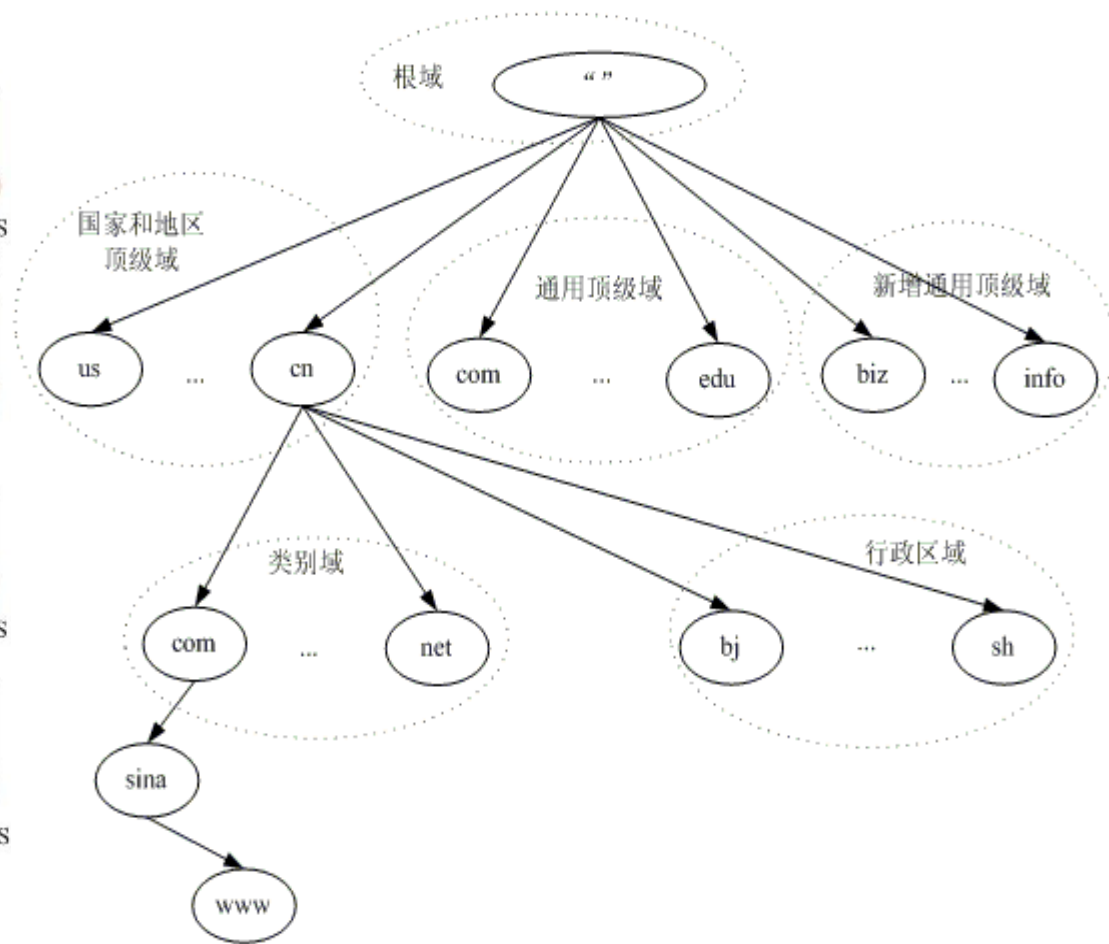 根域
“ ”
国家和地区
顶级域
通用顶级域
新增通用顶级域
us
...
cn
com
...
edu
biz
...
info
类别域
行政区域
com
...
net
bj
...
sh
sina
www
s
s
s